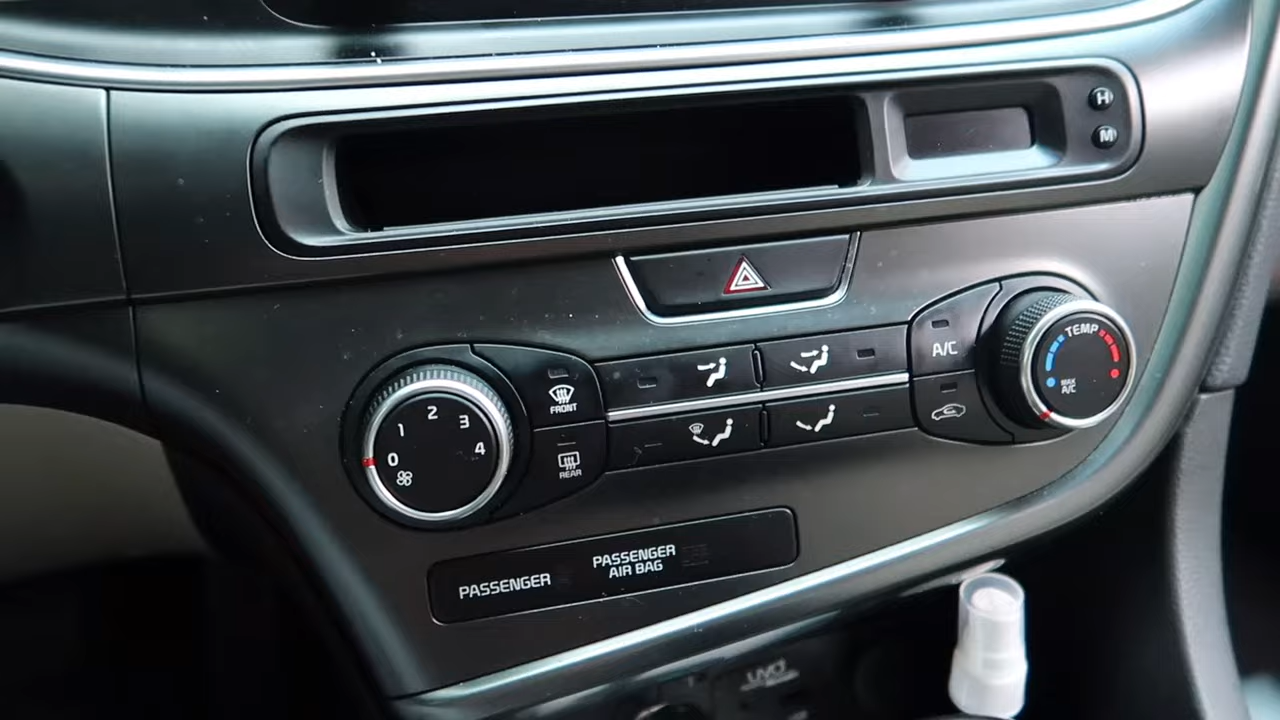 H
M
TEMP
MAX
A/C
A/C
FRONT
REAR
0
1
2
3
4
PASSENGER
PASSENGER
AIR BAG